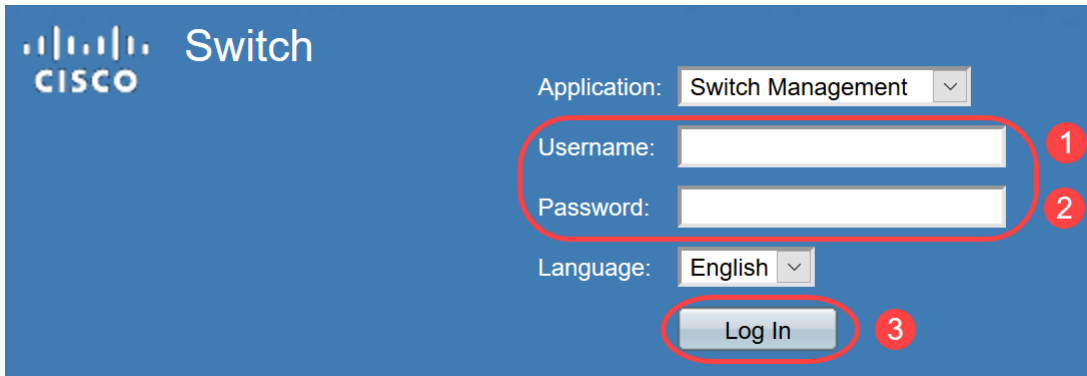 CISCO
Switch
Application: Switch Management
Username: 1
Password: 2
Language: English
Log In 3